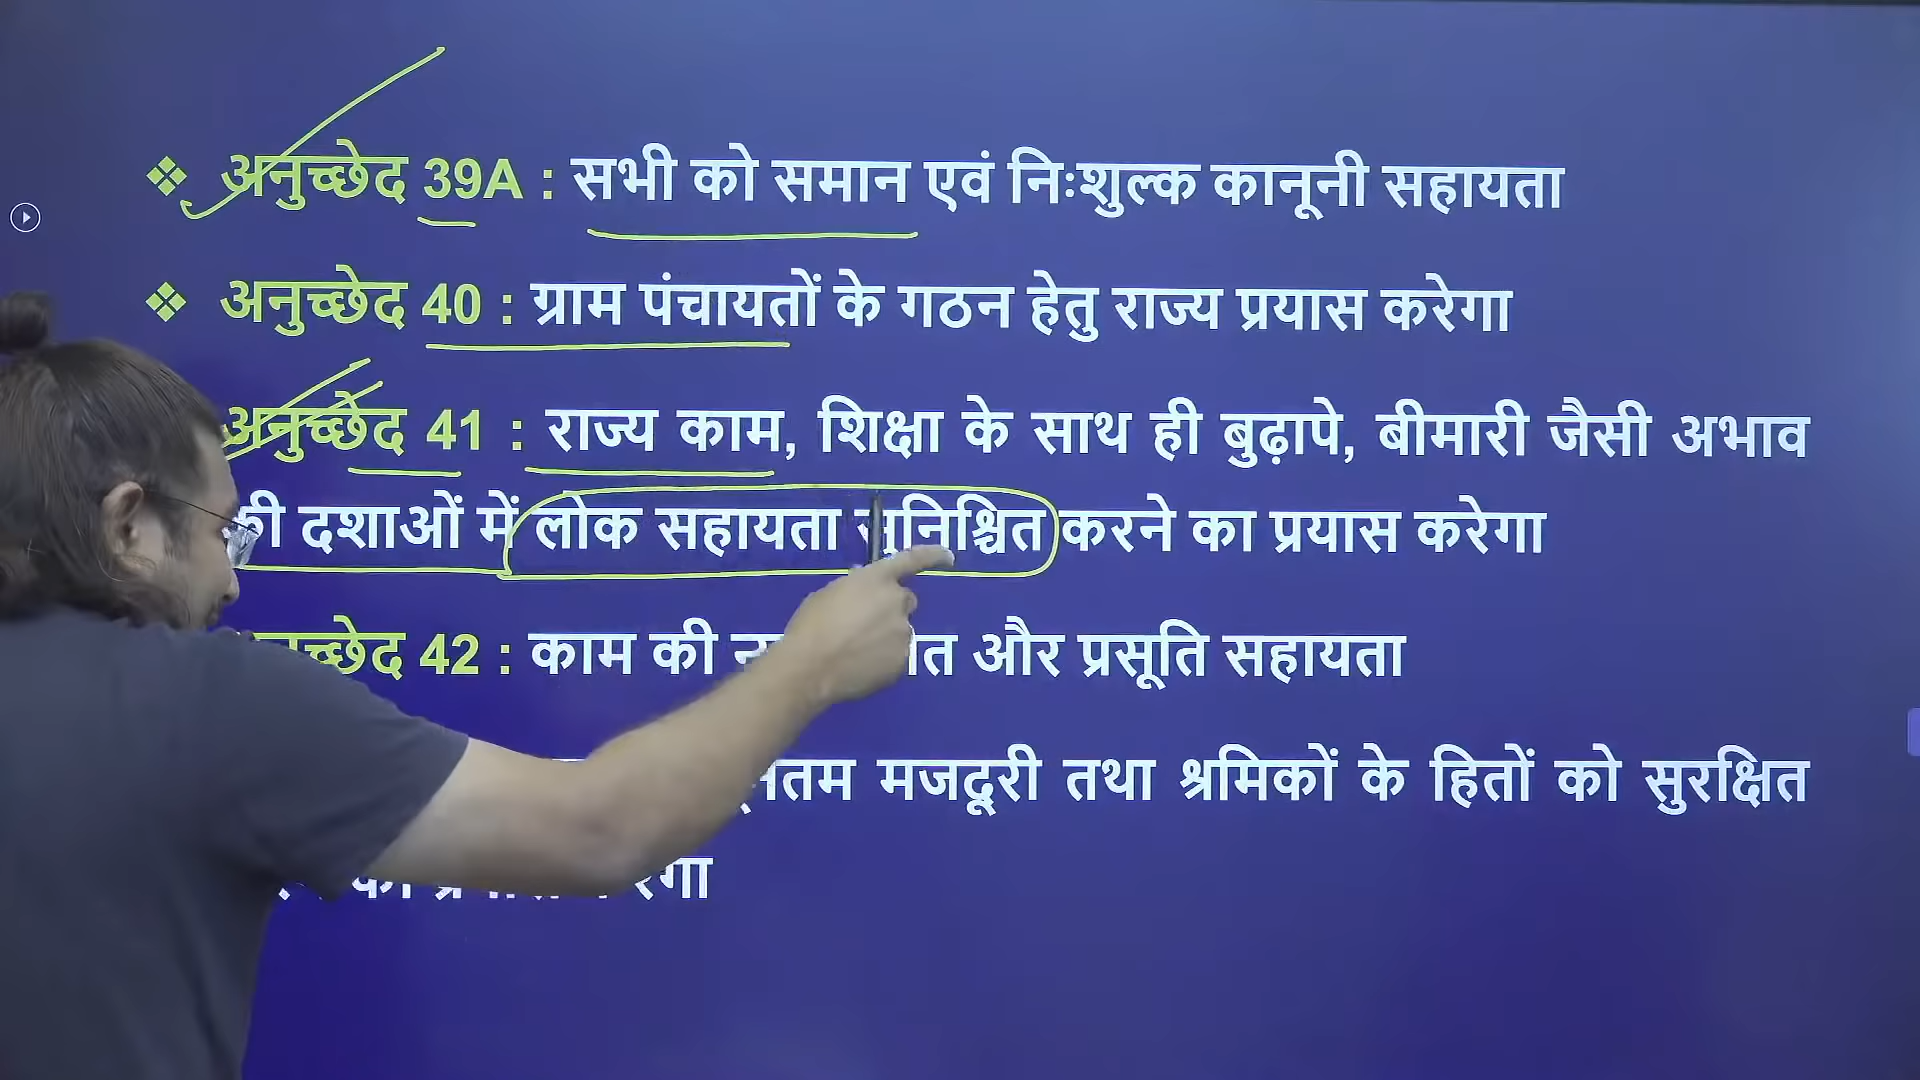 ❖ अनुच्छेद 39A : सभी को समान एवं निःशुल्क कानूनी सहायता
❖ अनुच्छेद 40 : ग्राम पंचायतों के गठन हेतु राज्य प्रयास करेगा
अनुच्छेद 41 : राज्य काम, शिक्षा के साथ ही बुढ़ापे, बीमारी जैसी अभाव
की दशाओं में लोक सहायता सुनिश्चित करने का प्रयास करेगा
अनुच्छेद 42 : काम की और प्रसूति सहायता
मजदूरी तथा श्रमिकों के हितों को सुरक्षित